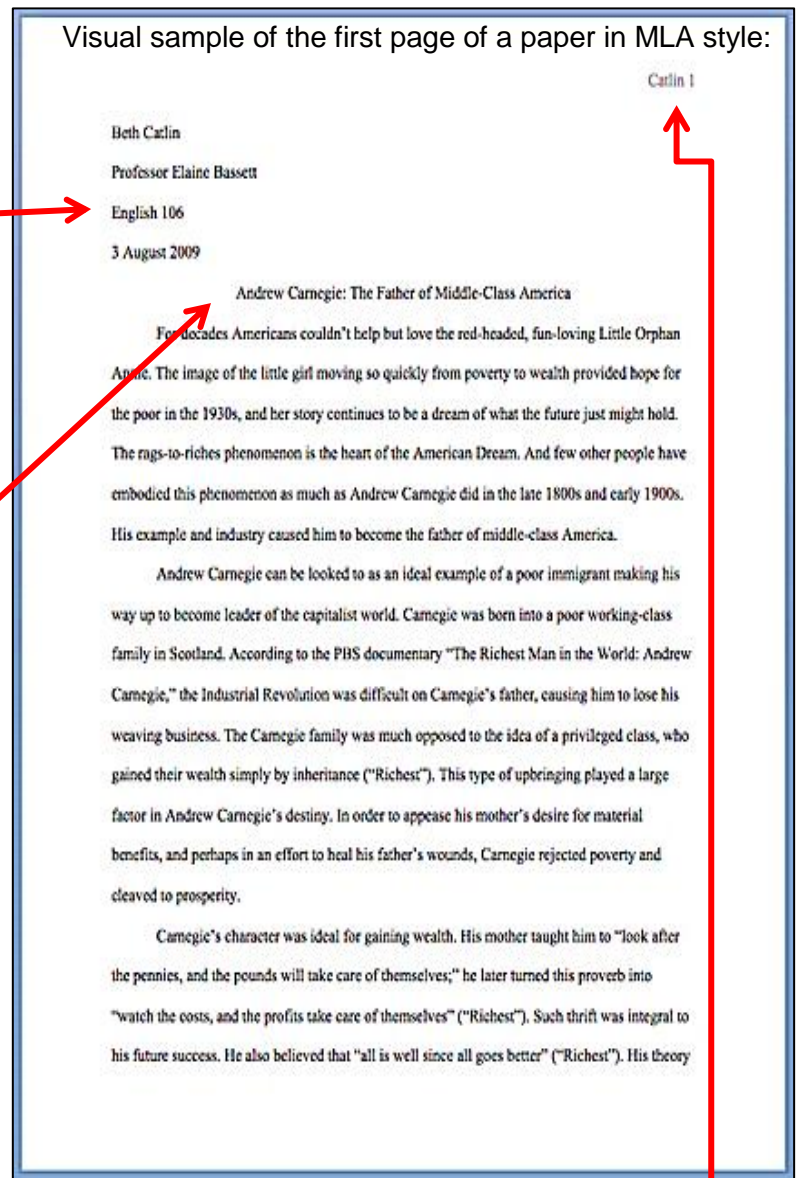 Visual sample of the first page of a paper in MLA style:
Catlin 1
Beth Catlin
Professor Elaine Bassett
English 106
3 August 2009
Andrew Carnegie: The Father of Middle-Class America
For decades Americans couldn’t help but love the red-headed, fun-loving Little Orphan
Annie. The image of the little girl moving so quickly from poverty to wealth provided hope for
the poor in the 1930s, and her story continues to be a dream of what the future just might hold.
The rags-to-riches phenomenon is the heart of the American Dream. And few other people have
embodied this phenomenon as much as Andrew Carnegie did in the late 1800s and early 1900s.
His example and industry caused him to become the father of middle-class America.
Andrew Carnegie can be looked to as an ideal example of a poor immigrant making his
way up to become leader of the capitalist world. Carnegie was born into a poor working-class
family in Scotland. According to the PBS documentary “The Richest Man in the World: Andrew
Carnegie,” the Industrial Revolution was difficult on Carnegie’s father, causing him to lose his
weaving business. The Carnegie family was much opposed to the idea of a privileged class, who
gained their wealth simply by inheritance (“Richest”). This type of upbringing played a large
factor in Andrew Carnegie’s destiny. In order to appease his mother’s desire for material
benefits, and perhaps in an effort to heal his father’s wounds, Carnegie rejected poverty and
cleaved to prosperity.
Carnegie’s character was ideal for gaining wealth. His mother taught him to “look after
the pennies, and the pounds will take care of themselves;” he later turned this proverb into
“watch the costs, and the profits take care of themselves” (“Richest”). Such thrift was integral to
his future success. He also believed that “all is well since all goes better” (“Richest”). His theory